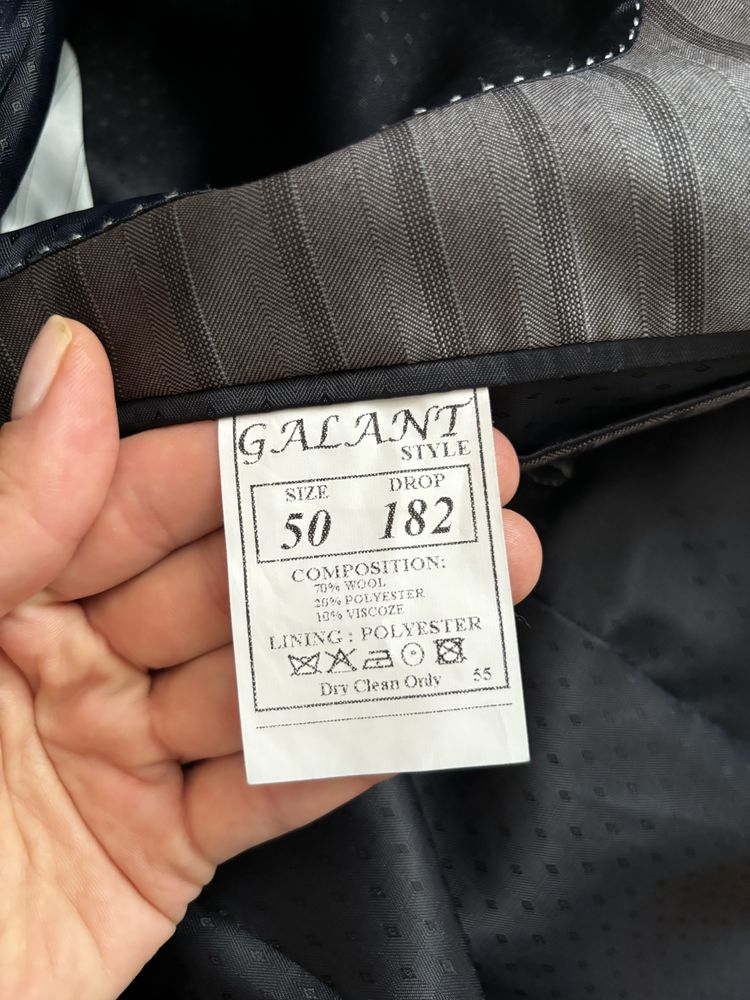 GALANT
STYLE
SIZE DROP
50 182
COMPOSITION:
70% WOOL
20% POLYESTER
10% VISCOZE
LINING : POLYESTER
Dry Clean Only 55